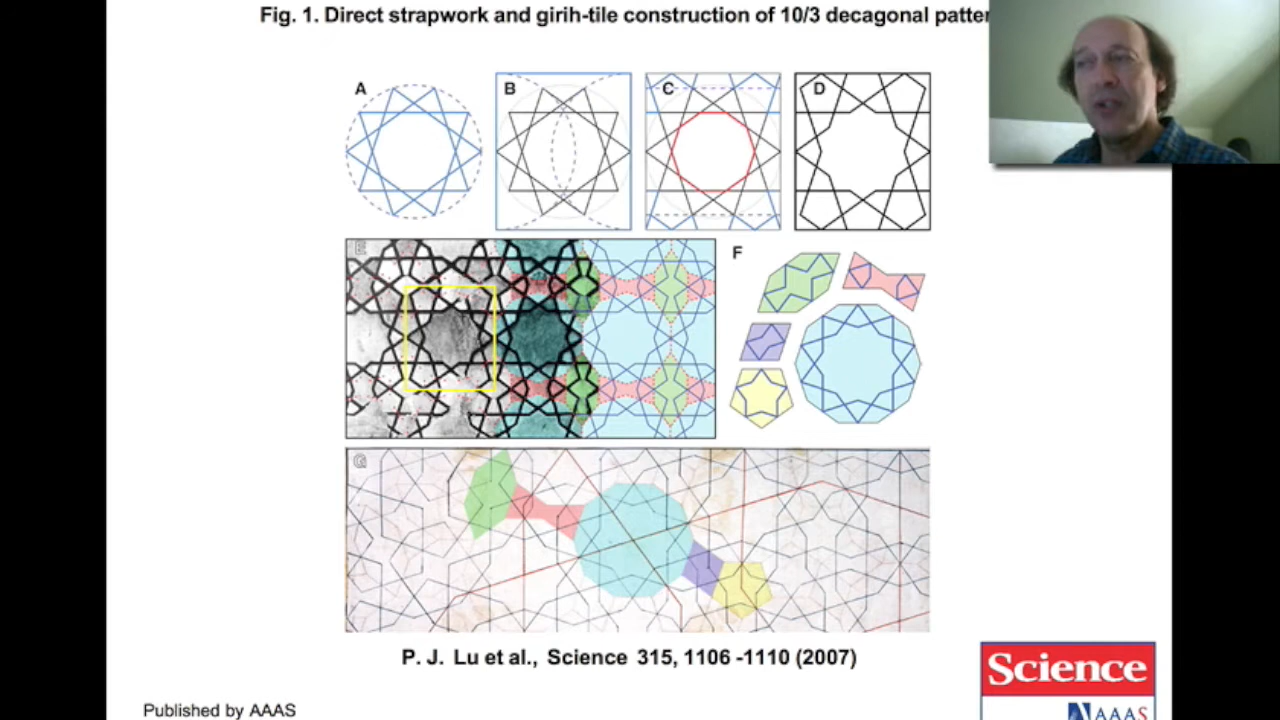 Fig. 1. Direct strapwork and girih-tile construction of 10/3 decagonal patter
A
B
C
D
E
F
G
P. J. Lu et al., Science 315, 1106 -1110 (2007)
Science
AAAS
Published by AAAS